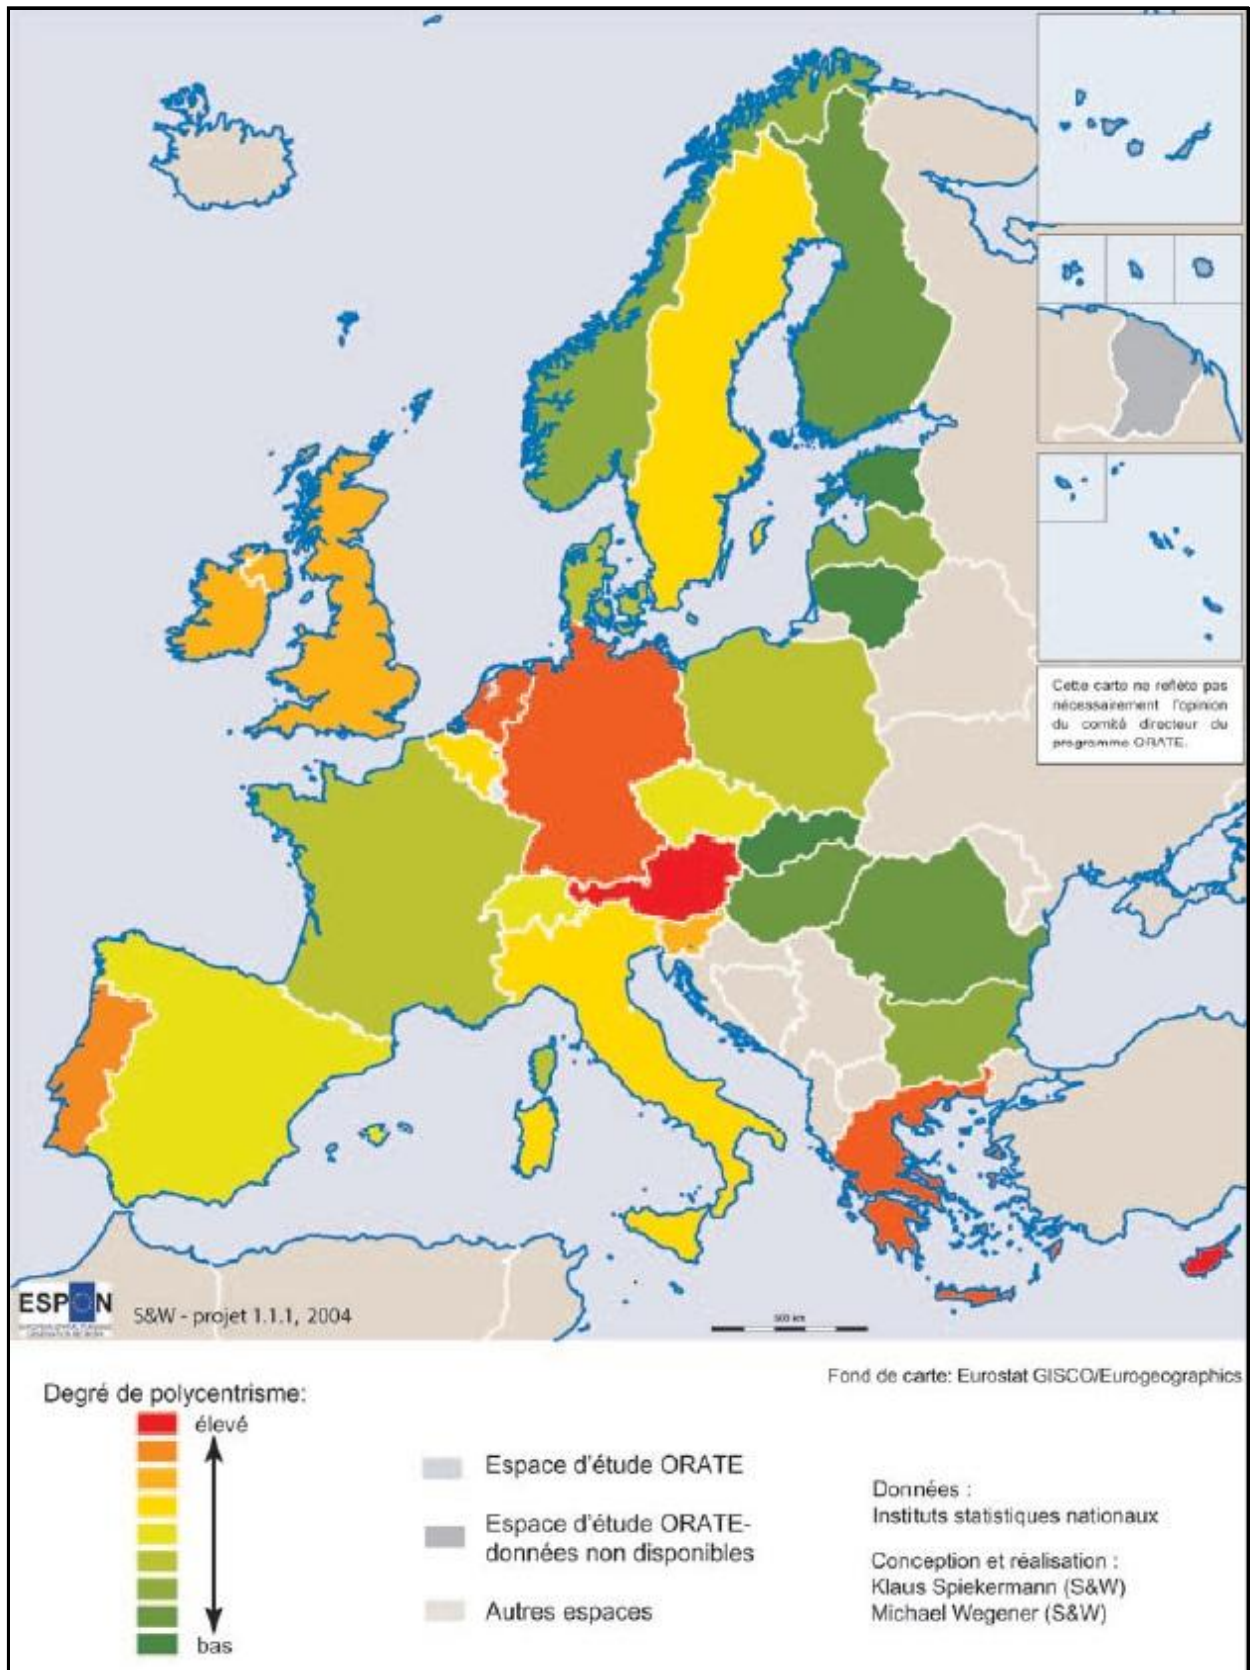 Cette carte ne reflète pas
nécessairement l'opinion
du comité directeur du
programme ORATE.
ESPON
S&W - projet 1.1.1, 2004
500 km
Fond de carte: Eurostat GISCO/Eurogeographics
Degré de polycentrisme:
élevé
bas
Espace d'étude ORATE
Espace d'étude ORATE-
données non disponibles
Autres espaces
Données :
Instituts statistiques nationaux
Conception et réalisation :
Klaus Spiekermann (S&W)
Michael Wegener (S&W)